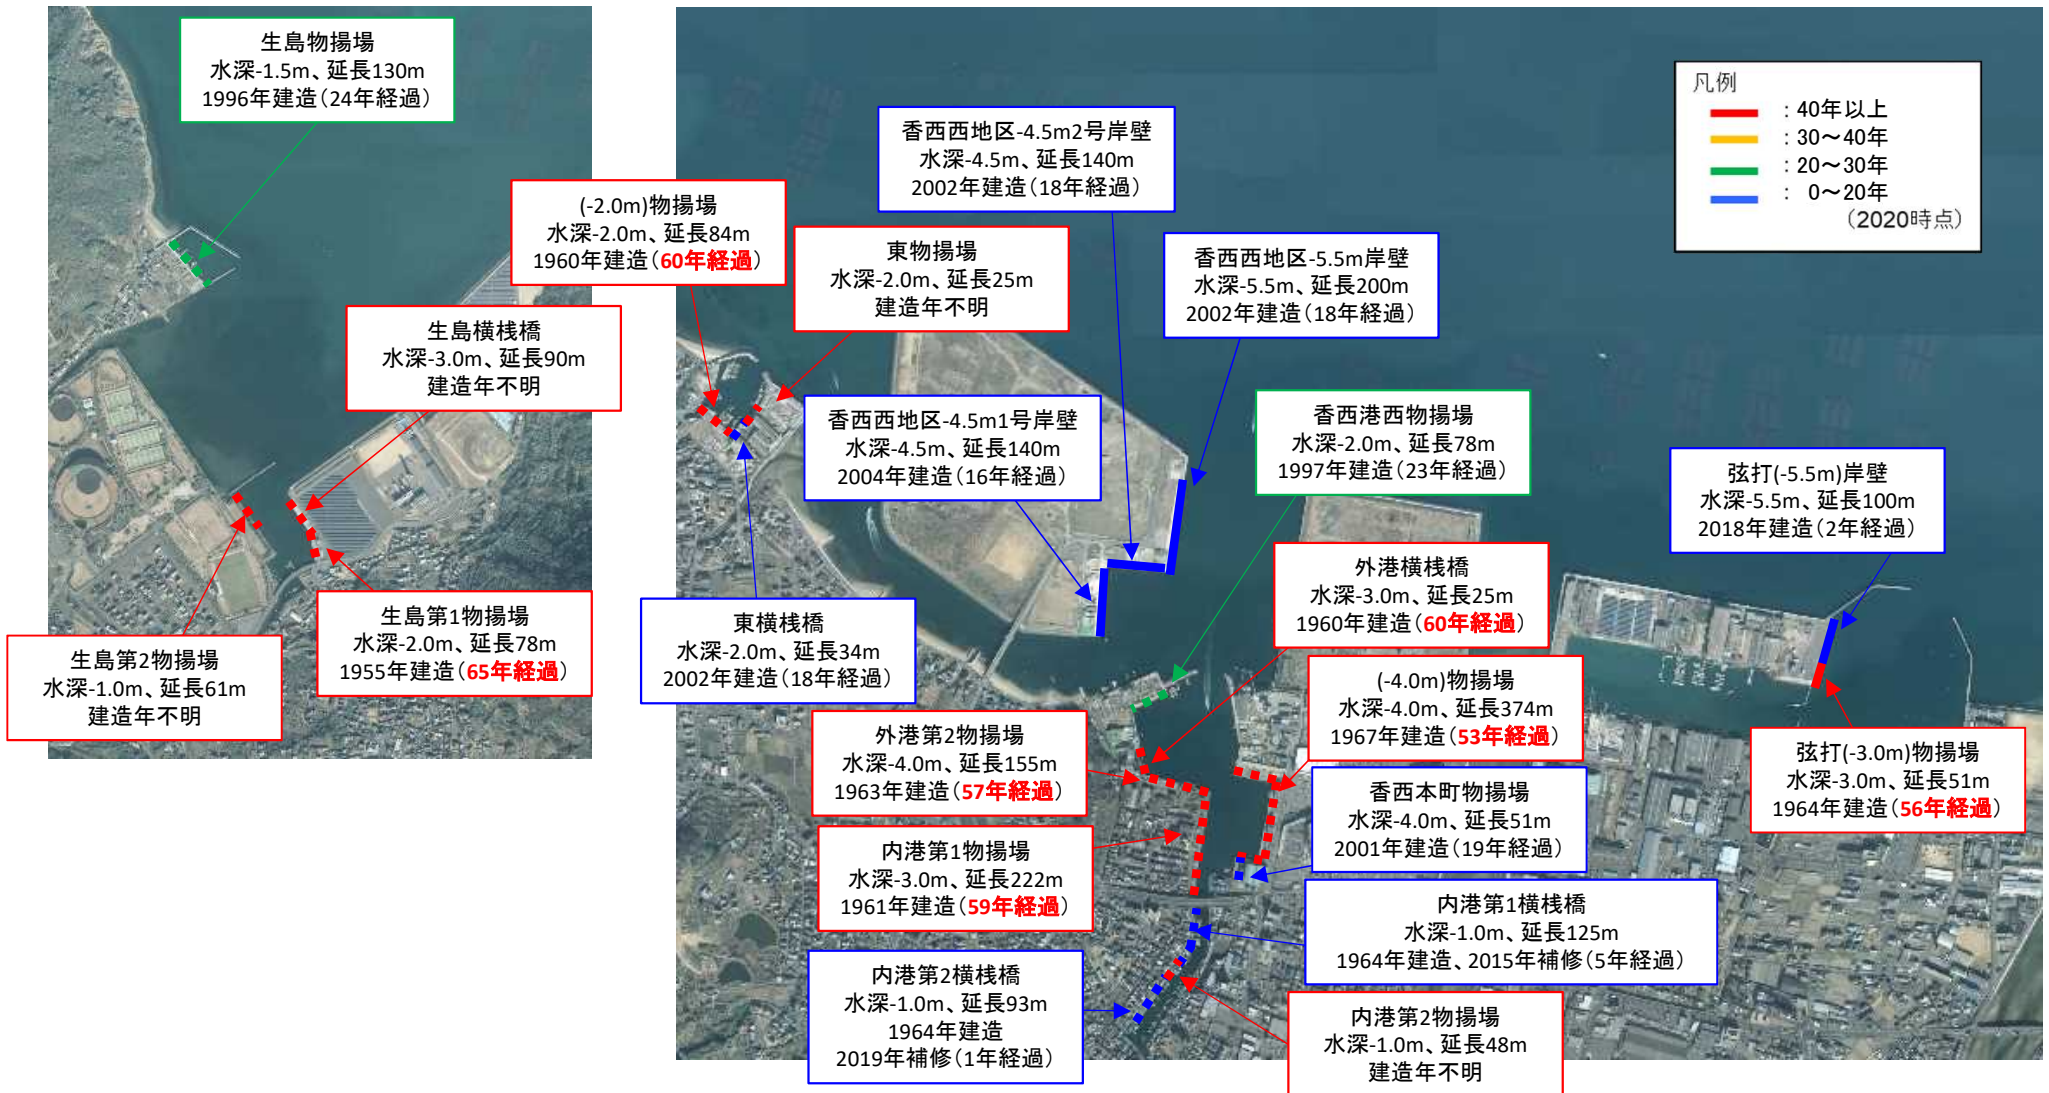 生島物揚場
水深-1.5m、延長130m
1996年建造(24年経過)
生島横桟橋
水深-3.0m、延長90m
建造年不明
生島第1物揚場
水深-2.0m、延長78m
1955年建造(65年経過)
生島第2物揚場
水深-1.0m、延長61m
建造年不明
凡例
:40年以上
:30～40年
:20～30年
: 0～20年
(2020時点)
香西西地区-4.5m2号岸壁
水深-4.5m、延長140m
2002年建造(18年経過)
(-2.0m)物揚場
水深-2.0m、延長84m
1960年建造(60年経過)
東物揚場
水深-2.0m、延長25m
建造年不明
香西西地区-5.5m岸壁
水深-5.5m、延長200m
2002年建造(18年経過)
香西西地区-4.5m1号岸壁
水深-4.5m、延長140m
2004年建造(16年経過)
香西港西物揚場
水深-2.0m、延長78m
1997年建造(23年経過)
弦打(-5.5m)岸壁
水深-5.5m、延長100m
2018年建造(2年経過)
外港横桟橋
水深-3.0m、延長25m
1960年建造(60年経過)
東横桟橋
水深-2.0m、延長34m
2002年建造(18年経過)
(-4.0m)物揚場
水深-4.0m、延長374m
1967年建造(53年経過)
外港第2物揚場
水深-4.0m、延長155m
1963年建造(57年経過)
弦打(-3.0m)物揚場
水深-3.0m、延長51m
1964年建造(56年経過)
香西本町物揚場
水深-4.0m、延長51m
2001年建造(19年経過)
内港第1物揚場
水深-3.0m、延長222m
1961年建造(59年経過)
内港第1横桟橋
水深-1.0m、延長125m
1964年建造、2015年補修(5年経過)
内港第2横桟橋
水深-1.0m、延長93m
1964年建造
2019年補修(1年経過)
内港第2物揚場
水深-1.0m、延長48m
建造年不明